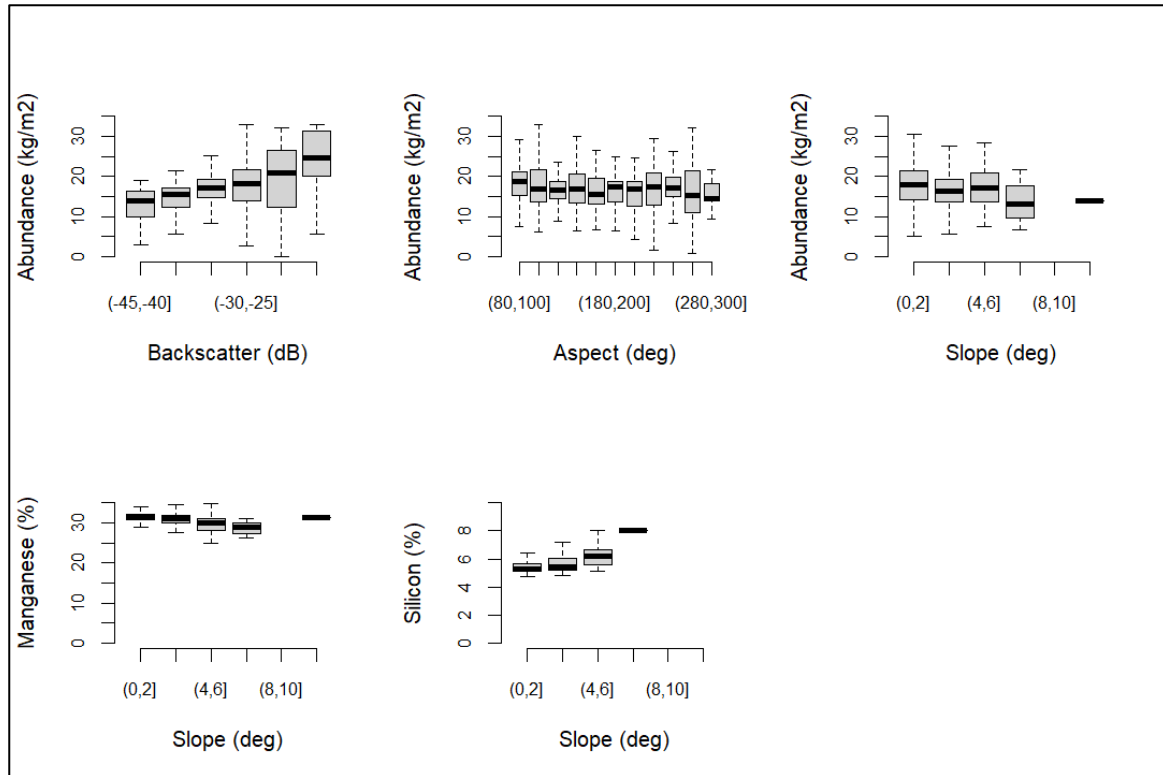 Abundance (kg/m2)
0 10 20 30
(-45,-40] (-30,-25]
Backscatter (dB)
Abundance (kg/m2)
0 10 20 30
(80,100] (180,200] (280,300]
Aspect (deg)
Abundance (kg/m2)
0 10 20 30
(0,2] (4,6] (8,10]
Slope (deg)
Manganese (%)
0 10 20 30
(0,2] (4,6] (8,10]
Slope (deg)
Silicon (%)
0 2 4 6 8
(0,2] (4,6] (8,10]
Slope (deg)